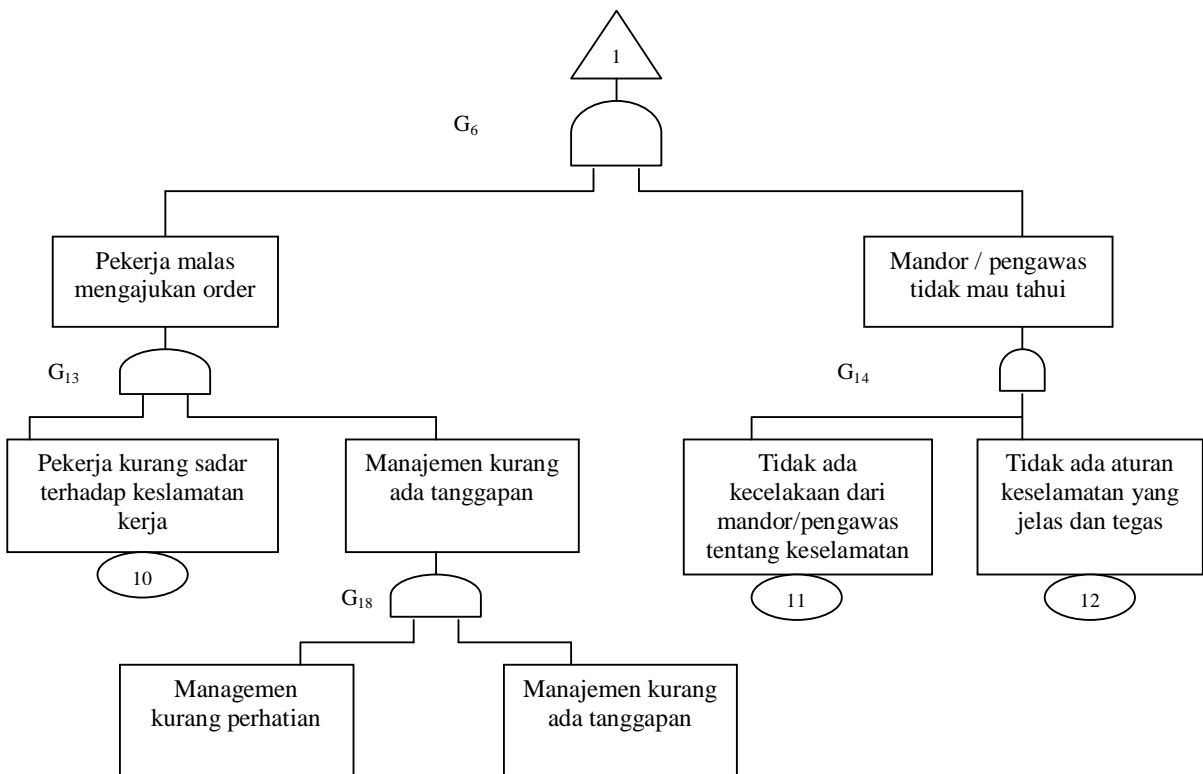 1
G6
Pekerja malas
mengajukan order
Mandor / pengawas
tidak mau tahui
G13
G14
Pekerja kurang sadar
terhadap keslamatan
kerja
Manajemen kurang
ada tanggapan
Tidak ada
kecelakaan dari
mandor/pengawas
tentang keselamatan
Tidak ada aturan
keselamatan yang
jelas dan tegas
10
G18
11
12
Managemen
kurang perhatian
Manajemen kurang
ada tanggapan